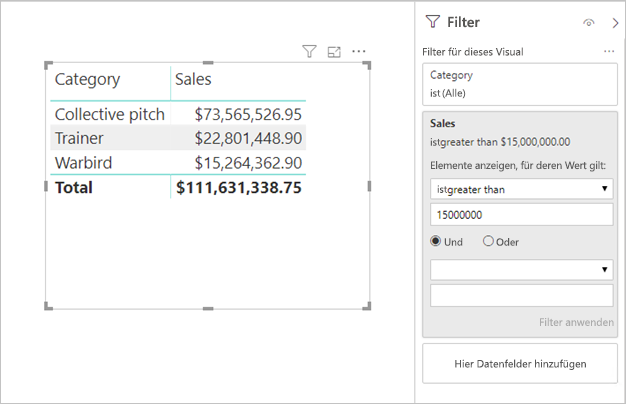 Category Sales
Collective pitch $73,565,526.95
Trainer $22,801,448.90
Warbird $15,264,362.90
Total $111,631,338.75
Filter
Filter für dieses Visual
Category
ist (Alle)
Sales
istgreater than $15,000,000.00
Elemente anzeigen, für deren Wert gilt:
istgreater than
15000000
Und Oder
Filter anwenden
Hier Datenfelder hinzufügen